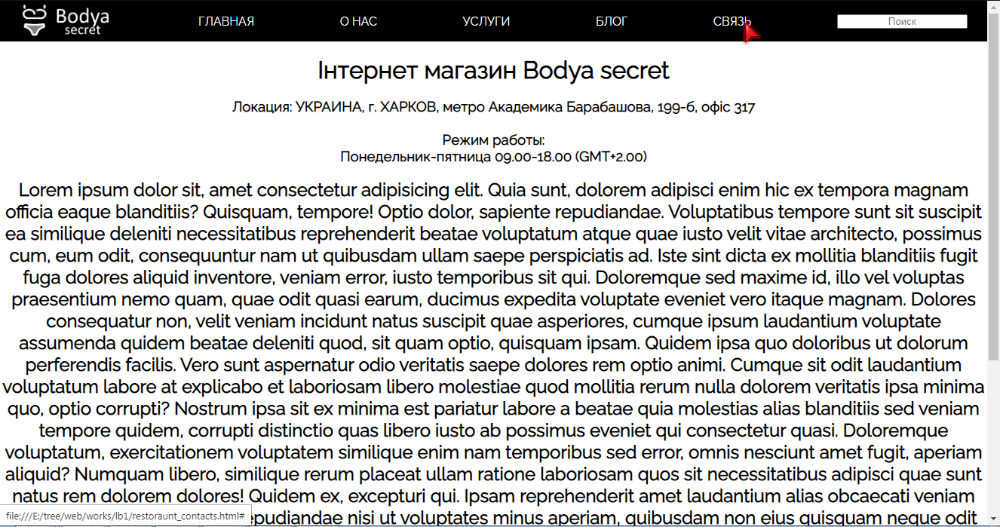 Bodya
secret
ГЛАВНАЯ О НАС УСЛУГИ БЛОГ СВЯЗЬ Поиск
Інтернет магазин Bodya secret
Локация: УКРАИНА, г. ХАРКОВ, метро Академика Барабашова, 199-б, офіс 317
Режим работы:
Понедельник-пятница 09.00-18.00 (GMT+2.00)
Lorem ipsum dolor sit, amet consectetur adipisicing elit. Quia sunt, dolorem adipisci enim hic ex tempora magnam
officia eaque blanditiis? Quisquam, tempore! Optio dolor, sapiente repudiandae. Voluptatibus tempore sunt sit suscipit
ea similique deleniti necessitatibus reprehenderit beatae voluptatum atque quae iusto velit vitae architecto, possimus
cum, eum odit, consequuntur nam ut quibusdam ullam saepe perspiciatis ad. Iste sint dicta ex mollitia blanditiis fugit
fuga dolores aliquid inventore, veniam error, iusto temporibus sit qui. Doloremque sed maxime id, illo vel voluptas
praesentium nemo quam, quae odit quasi earum, ducimus expedita voluptate eveniet vero itaque magnam. Dolores
consequatur non, velit veniam incidunt natus suscipit quae asperiores, cumque ipsum laudantium voluptate
assumenda quidem beatae deleniti quod, sit quam optio, quisquam ipsam. Quidem ipsa quo doloribus ut dolorum
perferendis facilis. Vero sunt aspernatur odio veritatis saepe dolores rem optio animi. Cumque sit odit laudantium
voluptatum labore at explicabo et laboriosam libero molestiae quod mollitia rerum nulla dolorem veritatis ipsa minima
quo, optio corrupti? Nostrum ipsa sit ex minima est pariatur labore a beatae quia molestias alias blanditiis sed veniam
tempore quidem, corrupti distinctio quas libero iusto ab possimus eveniet qui consectetur quasi. Doloremque
voluptatum, exercitationem voluptatem similique enim nam temporibus sed error, omnis nesciunt amet fugit, aperiam
aliquid? Numquam libero, similique rerum placeat ullam ratione laboriosam quos sit necessitatibus adipisci quae sunt
natus rem dolorem dolores! Quidem ex, excepturi qui. Ipsam reprehenderit amet laudantium alias obcaecati veniam
file:///E:/tree/web/works/lb1/restoraunt_contacts.html#
nisi ut voluptates minus aperiam, quibusdam non eius quisquam neque odit